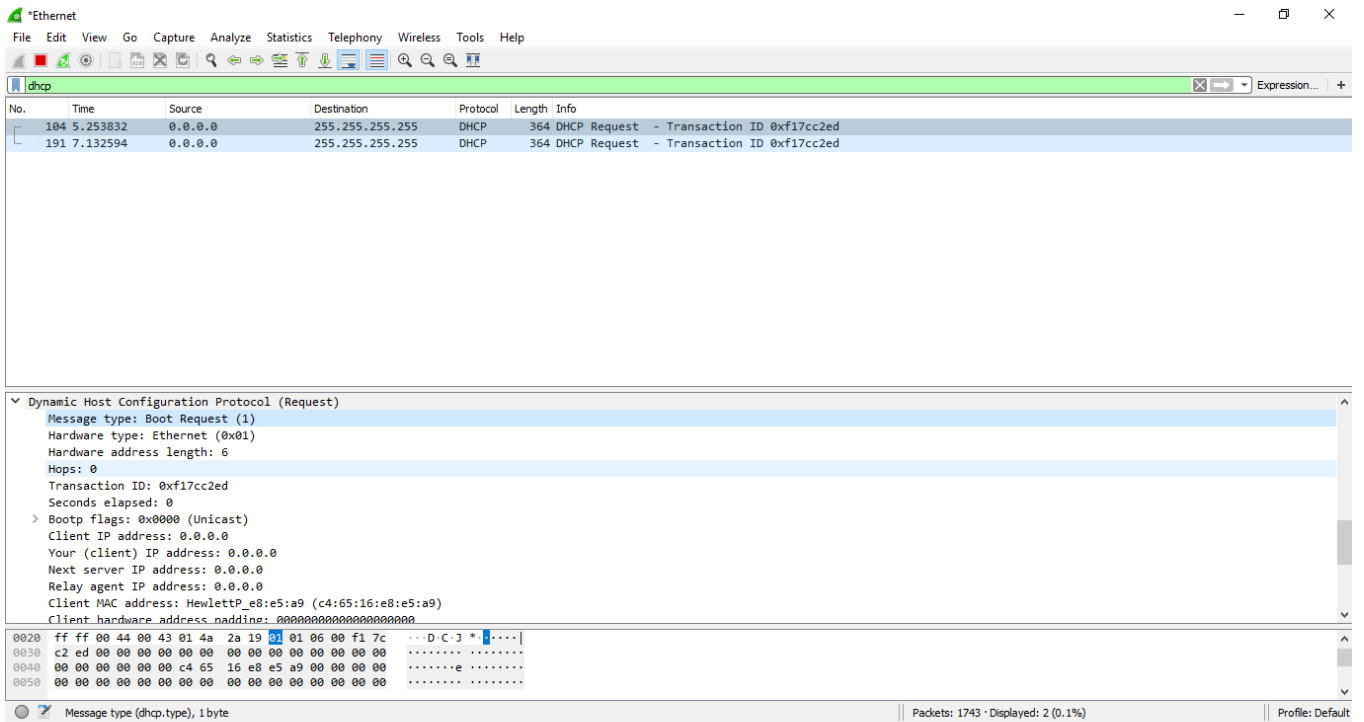 *Ethernet
File Edit View Go Capture Analyze Statistics Telephony Wireless Tools Help
dhcp Expression... +
No. Time Source Destination Protocol Length Info
104 5.253832 0.0.0.0 255.255.255.255 DHCP 364 DHCP Request - Transaction ID 0xf17cc2ed
191 7.132594 0.0.0.0 255.255.255.255 DHCP 364 DHCP Request - Transaction ID 0xf17cc2ed
Dynamic Host Configuration Protocol (Request)
Message type: Boot Request (1)
Hardware type: Ethernet (0x01)
Hardware address length: 6
Hops: 0
Transaction ID: 0xf17cc2ed
Seconds elapsed: 0
Bootp flags: 0x0000 (Unicast)
Client IP address: 0.0.0.0
Your (client) IP address: 0.0.0.0
Next server IP address: 0.0.0.0
Relay agent IP address: 0.0.0.0
Client MAC address: HewlettP_e8:e5:a9 (c4:65:16:e8:e5:a9)
Client hardware address padding: 00000000000000000000
0020 ff ff 00 44 00 43 01 4a 2a 19 01 01 06 00 f1 7c ···D·C·J *······|
0030 c2 ed 00 00 00 00 00 00 00 00 00 00 00 00 00 00 ········ ········
0040 00 00 00 00 00 00 c4 65 16 e8 e5 a9 00 00 00 00 ·······e ········
0050 00 00 00 00 00 00 00 00 00 00 00 00 00 00 00 00 ········ ········
Message type (dhcp.type), 1 byte Packets: 1743 · Displayed: 2 (0.1%) Profile: Default